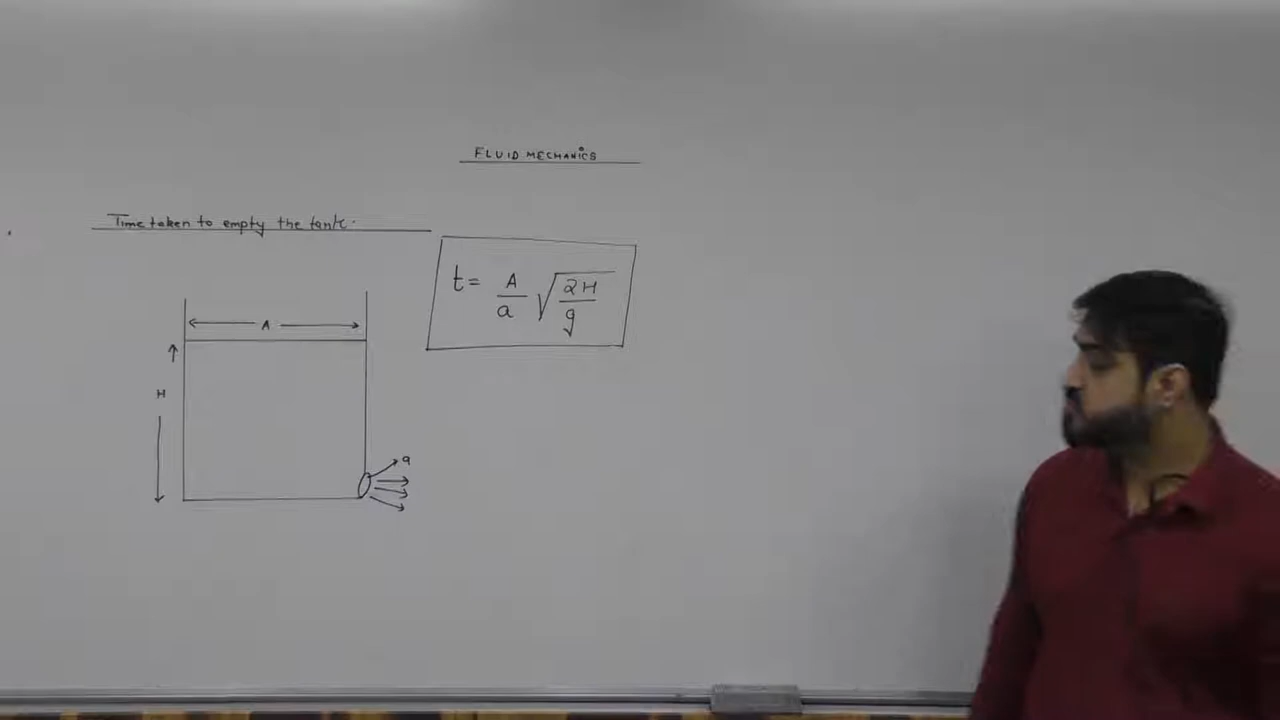 FLUID MECHANICS
Time taken to empty the tank.
t = A/a √(2H/g)
A
H
a